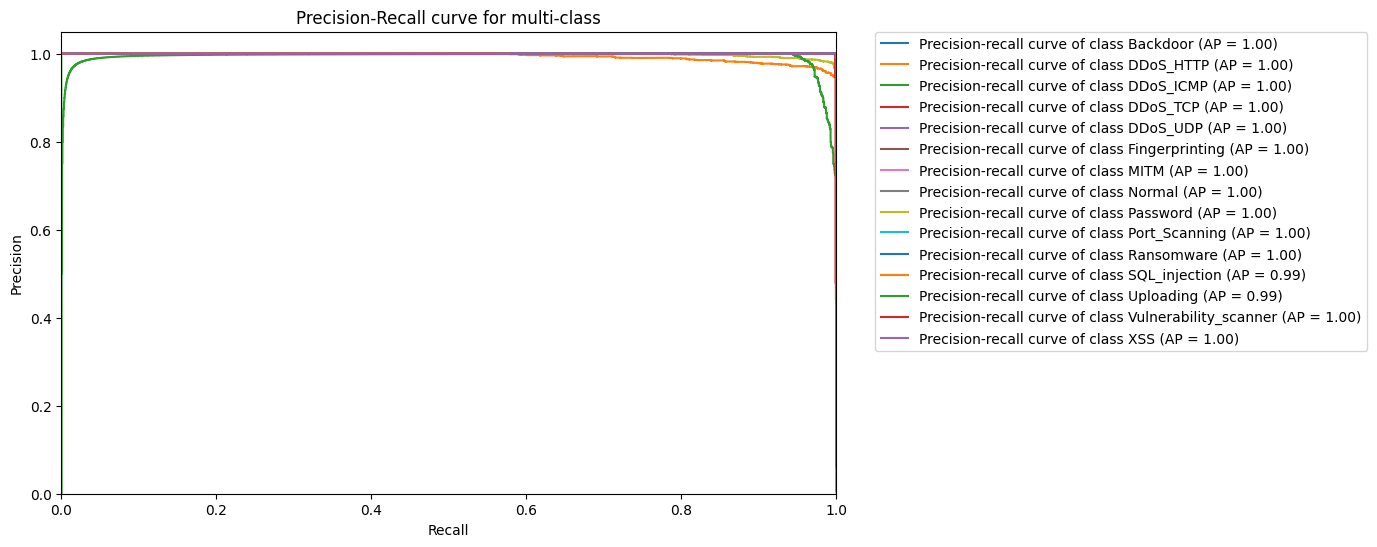 Precision-Recall curve for multi-class
1.0
0.8
0.6
0.4
0.2
0.0
Precision
0.0 0.2 0.4 0.6 0.8 1.0
Recall
Precision-recall curve of class Backdoor (AP = 1.00)
Precision-recall curve of class DDoS_HTTP (AP = 1.00)
Precision-recall curve of class DDoS_ICMP (AP = 1.00)
Precision-recall curve of class DDoS_TCP (AP = 1.00)
Precision-recall curve of class DDoS_UDP (AP = 1.00)
Precision-recall curve of class Fingerprinting (AP = 1.00)
Precision-recall curve of class MITM (AP = 1.00)
Precision-recall curve of class Normal (AP = 1.00)
Precision-recall curve of class Password (AP = 1.00)
Precision-recall curve of class Port_Scanning (AP = 1.00)
Precision-recall curve of class Ransomware (AP = 1.00)
Precision-recall curve of class SQL_injection (AP = 0.99)
Precision-recall curve of class Uploading (AP = 0.99)
Precision-recall curve of class Vulnerability_scanner (AP = 1.00)
Precision-recall curve of class XSS (AP = 1.00)